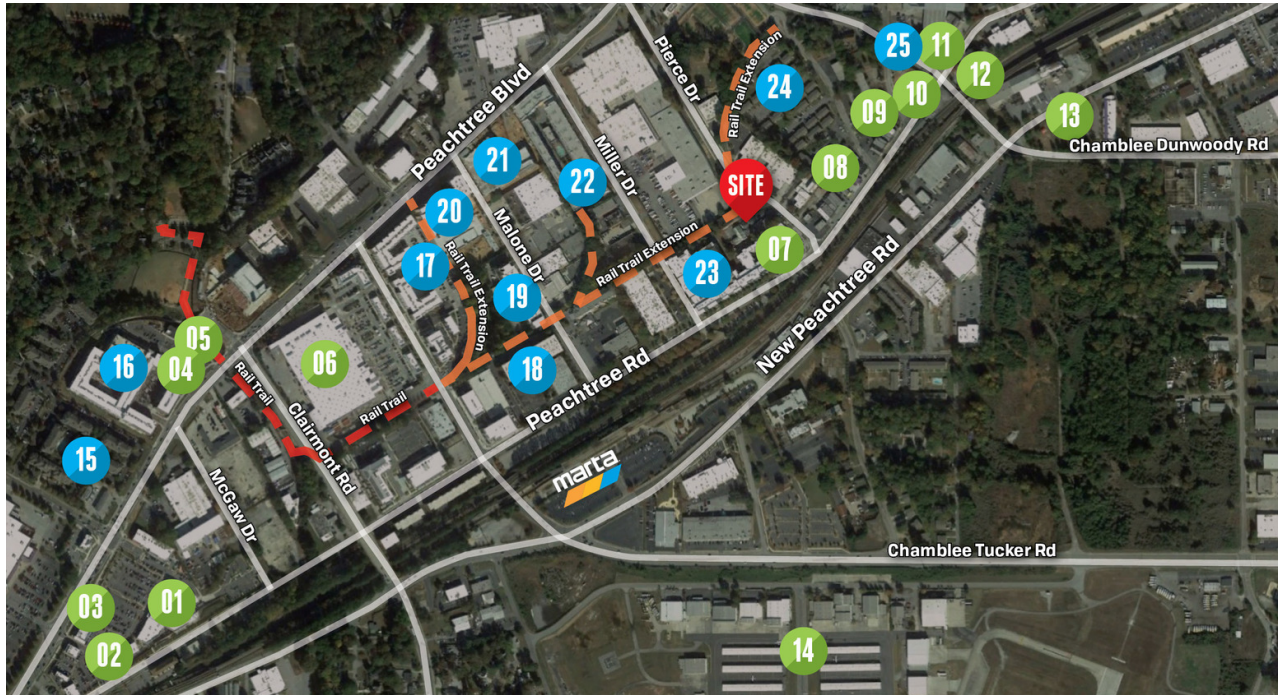 25
11
12
Pierce Dr
Rail Trail Extension
24
10
09
13
Chamblee Dunwoody Rd
Peachtree Blvd
21
22
Miller Dr
SITE
08
20
17
Malone Dr
Rail Trail Extension
Rail Trail Extension
07
23
19
New Peachtree Rd
05
04
16
06
18
Peachtree Rd
Rail Trail
Rail Trail
Clairmont Rd
15
McGaw Dr
marta
Chamblee Tucker Rd
03
01
02
14